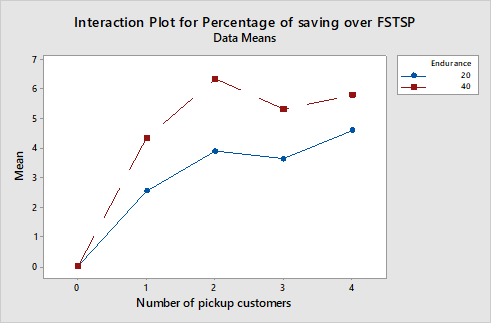 Interaction Plot for Percentage of saving over FSTSP
Data Means
Endurance
20
40
7
6
5
4
3
2
1
0
Mean
0 1 2 3 4
Number of pickup customers